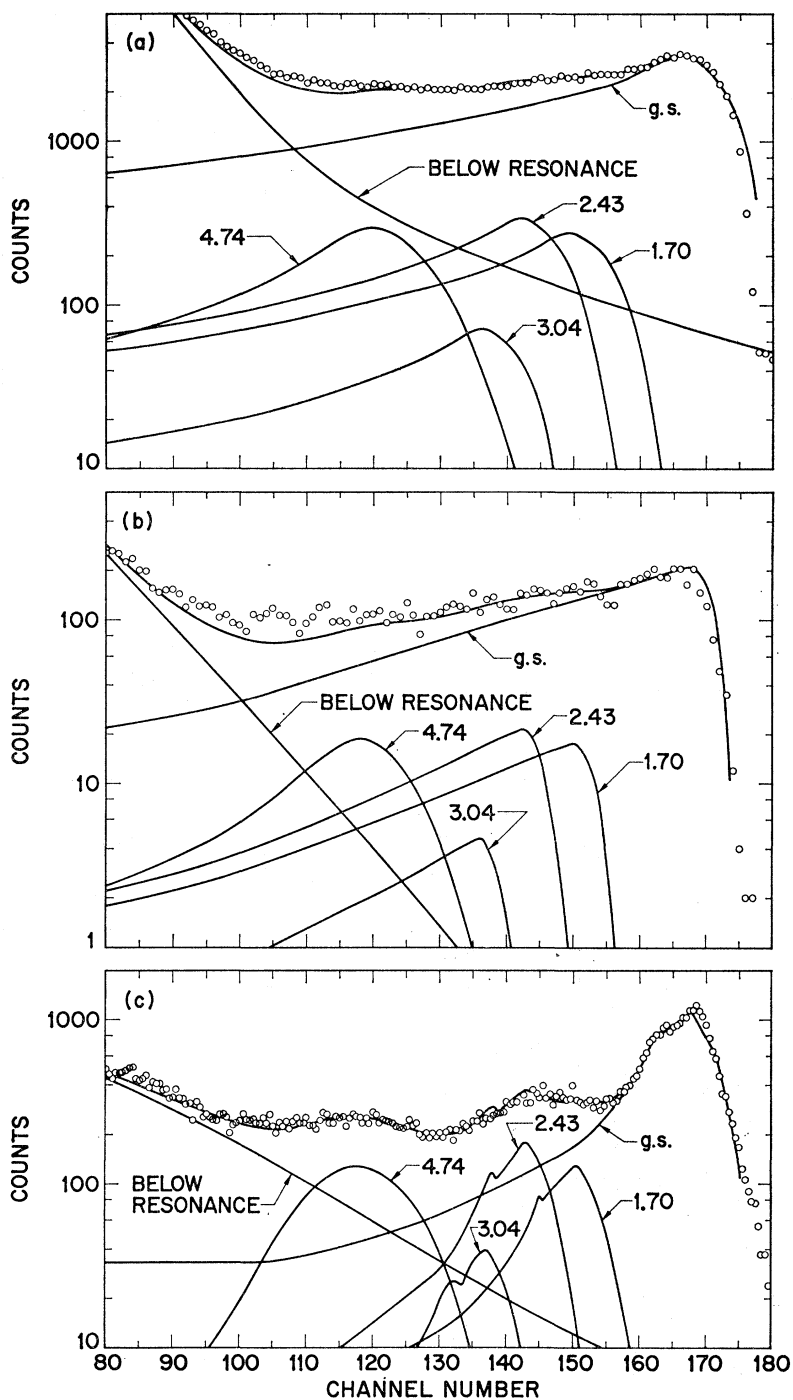 (a)
1000
g.s.
BELOW RESONANCE
2.43
4.74
1.70
COUNTS
100
3.04
10
(b)
100
g.s.
BELOW RESONANCE
2.43
4.74
COUNTS
1.70
10
3.04
1
(c)
1000
2.43
g.s.
4.74
COUNTS
BELOW
RESONANCE
100
1.70
3.04
10
80 90 100 110 120 130 140 150 160 170 180
CHANNEL NUMBER